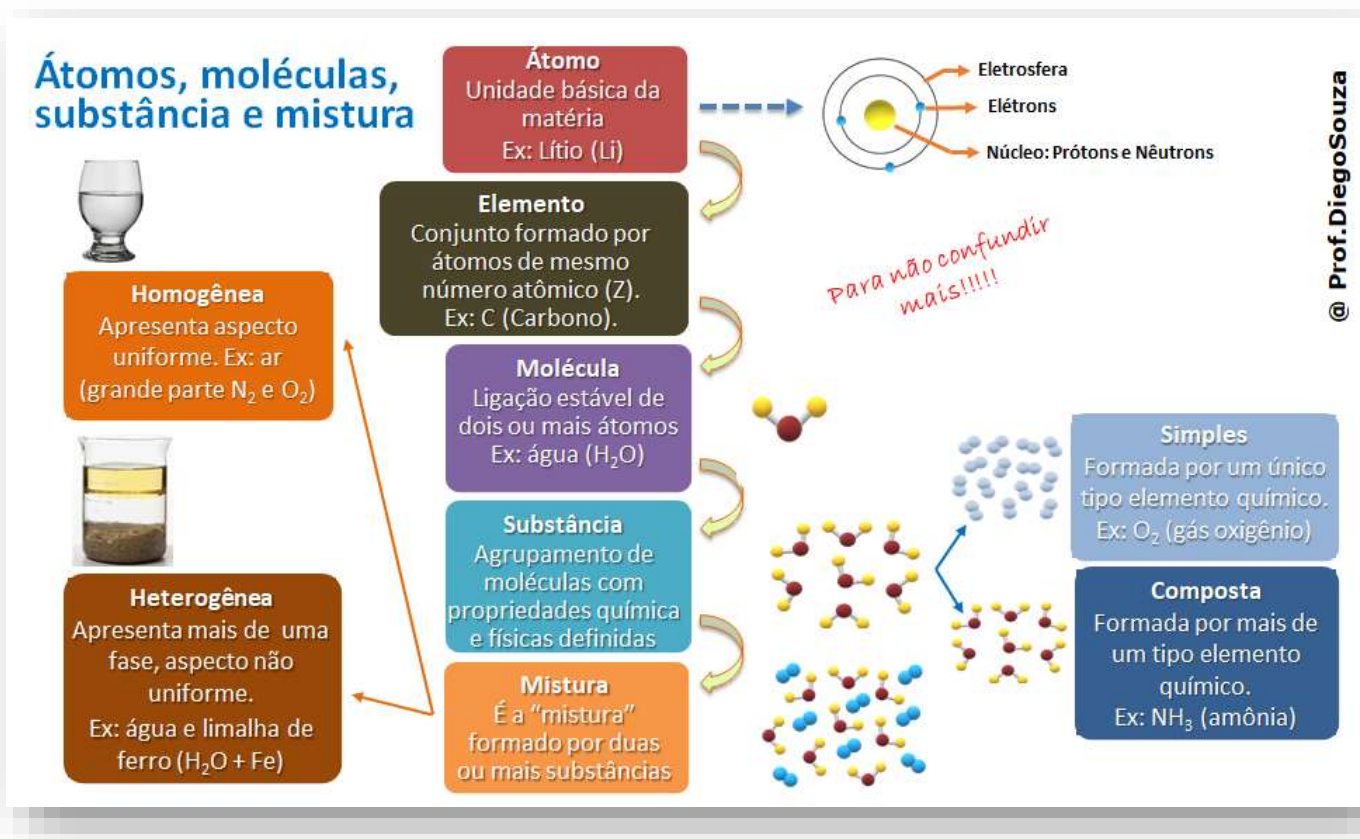 Átomos, moléculas,
substância e mistura
Átomo
Unidade básica da
matéria
Ex: Lítio (Li)
Eletrosfera
Elétrons
Núcleo: Prótons e Nêutrons
@ Prof.DiegoSouza
Elemento
Conjunto formado por
átomos de mesmo
número atômico (Z).
Ex: C (Carbono).
Para não confundir
mais!!!!!
Homogênea
Apresenta aspecto
uniforme. Ex: ar
(grande parte N₂ e O₂)
Molécula
Ligação estável de
dois ou mais átomos
Ex: água (H₂O)
Simples
Formada por um único
tipo elemento químico.
Ex: O₂ (gás oxigênio)
Substância
Agrupamento de
moléculas com
propriedades química
e físicas definidas
Heterogênea
Apresenta mais de uma
fase, aspecto não
uniforme.
Ex: água e limalha de
ferro (H₂O + Fe)
Composta
Formada por mais de
um tipo elemento
químico.
Ex: NH₃ (amônia)
Mistura
É a “mistura”
formado por duas
ou mais substâncias